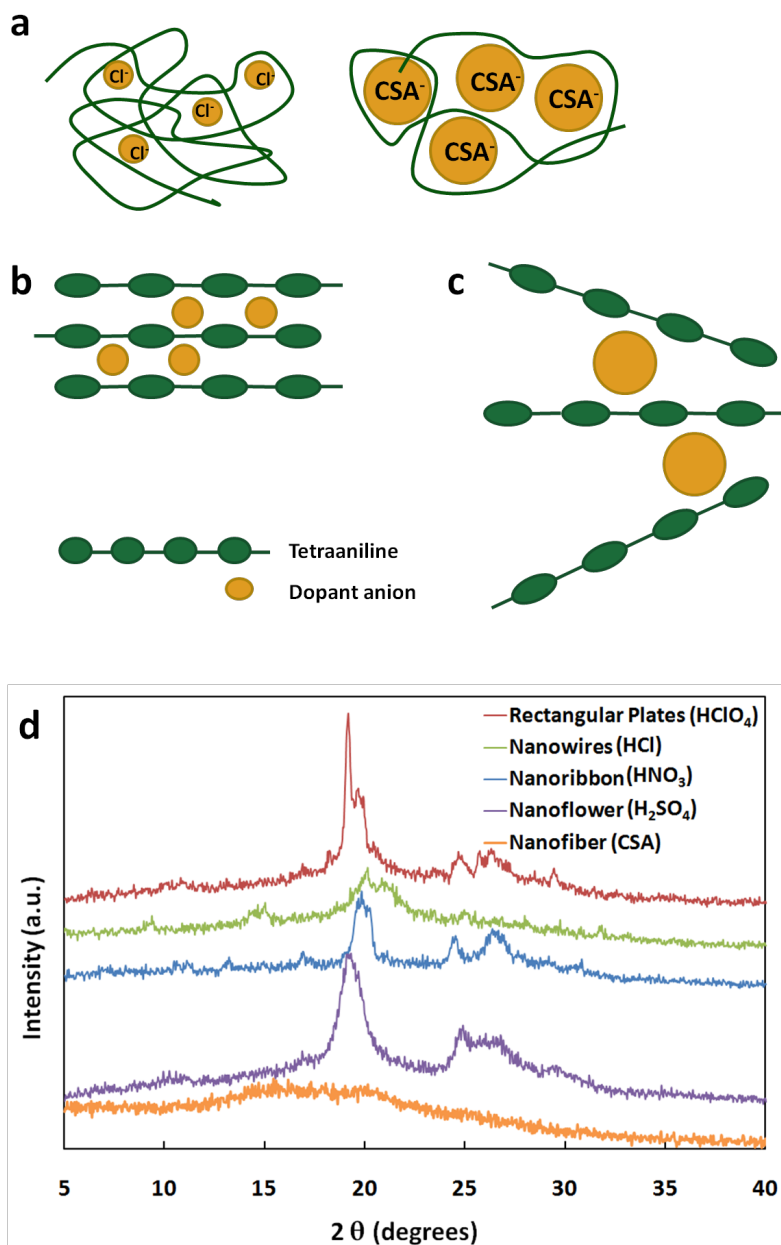 a
Cl-
Cl-
Cl-
Cl-
CSA-
CSA-
CSA-
CSA-
b
c
Tetraaniline
Dopant anion
d
Rectangular Plates (HClO4)
Nanowires (HCl)
Nanoribbon (HNO3)
Nanoflower (H2SO4)
Nanofiber (CSA)
Intensity (a.u.)
5 10 15 20 25 30 35 40
2 θ (degrees)